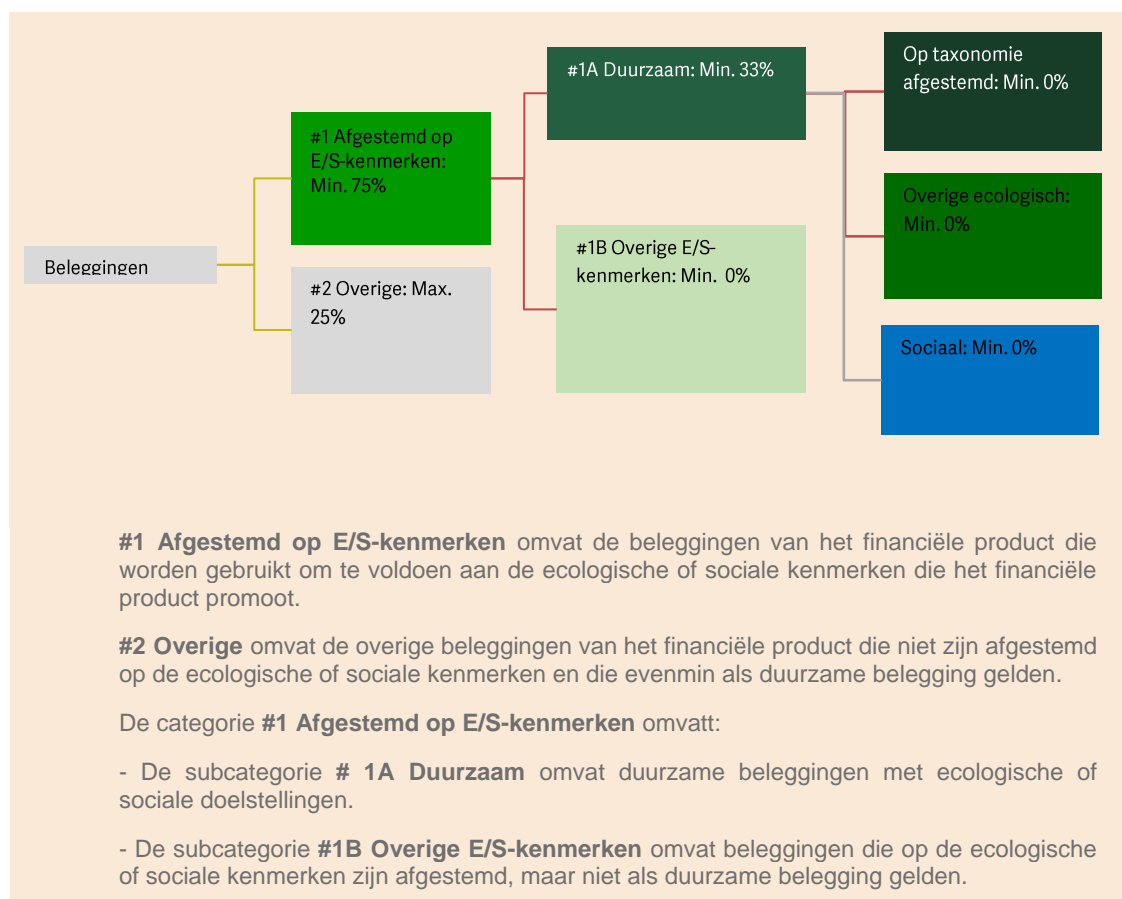 Beleggingen
#1 Afgestemd op
E/S-kenmerken:
Min. 75%
#2 Overige: Max.
25%
#1A Duurzaam: Min. 33%
#1B Overige E/S-
kenmerken: Min. 0%
Op taxonomie
afgestemd: Min. 0%
Overige ecologisch:
Min. 0%
Sociaal: Min. 0%
#1 Afgestemd op E/S-kenmerken omvat de beleggingen van het financiële product die
worden gebruikt om te voldoen aan de ecologische of sociale kenmerken die het financiële
product promoot.
#2 Overige omvat de overige beleggingen van het financiële product die niet zijn afgestemd
op de ecologische of sociale kenmerken en die evenmin als duurzame belegging gelden.
De categorie #1 Afgestemd op E/S-kenmerken omvatt:
- De subcategorie # 1A Duurzaam omvat duurzame beleggingen met ecologische of
sociale doelstellingen.
- De subcategorie #1B Overige E/S-kenmerken omvat beleggingen die op de ecologische
of sociale kenmerken zijn afgestemd, maar niet als duurzame belegging gelden.